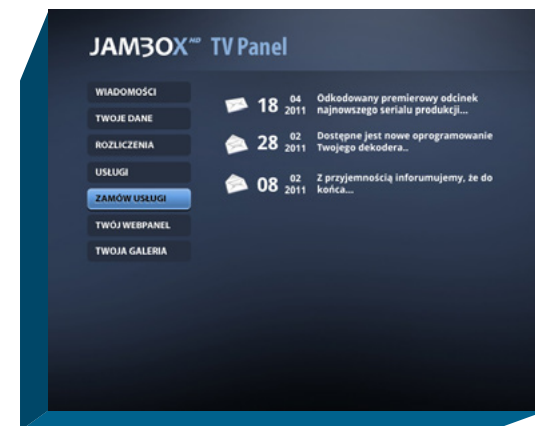 JAMBOX HD TV Panel
WIADOMOŚCI
TWOJE DANE
ROZLICZENIA
USŁUGI
ZAMÓW USŁUGI
TWÓJ WEBPANEL
TWOJA GALERIA
18 04 2011 Odkodowany premierowy odcinek
najnowszego serialu produkcji...
28 02 2011 Dostępne jest nowe oprogramowanie
Twojego dekodera..
08 02 2011 Z przyjemnością inforumujemy, że do
końca...